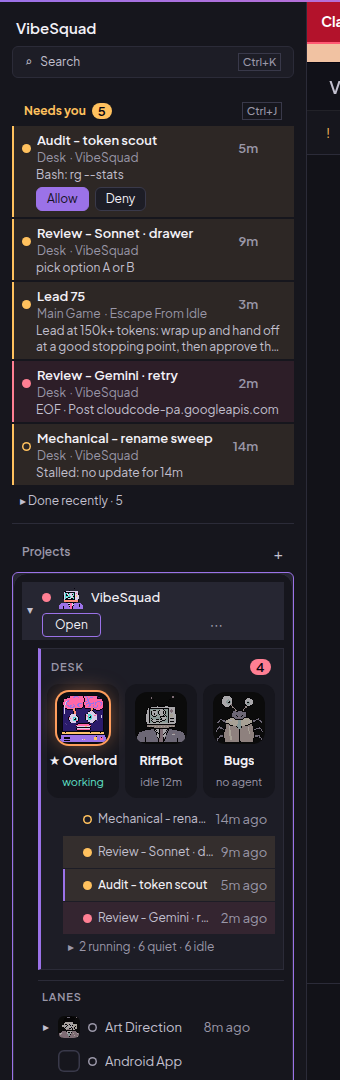 VibeSquad
Search Ctrl+K
Cla
Needs you 5 Ctrl+J
Audit - token scout 5m
Desk · VibeSquad
Bash: rg --stats
Allow Deny
Review - Sonnet · drawer 9m
Desk · VibeSquad
pick option A or B
Lead 75 3m
Main Game · Escape From Idle
Lead at 150k+ tokens: wrap up and hand off
at a good stopping point, then approve th…
Review - Gemini · retry 2m
Desk · VibeSquad
EOF · Post cloudcode-pa.googleapis.com
Mechanical - rename sweep 14m
Desk · VibeSquad
Stalled: no update for 14m
▸ Done recently · 5
Projects +
VibeSquad
Open ...
DESK 4
★ Overlord RiffBot Bugs
working idle 12m no agent
Mechanical - rena… 14m ago
Review - Sonnet · d… 9m ago
Audit - token scout 5m ago
Review - Gemini · r… 2m ago
▸ 2 running · 6 quiet · 6 idle
LANES
Art Direction 8m ago
Android App